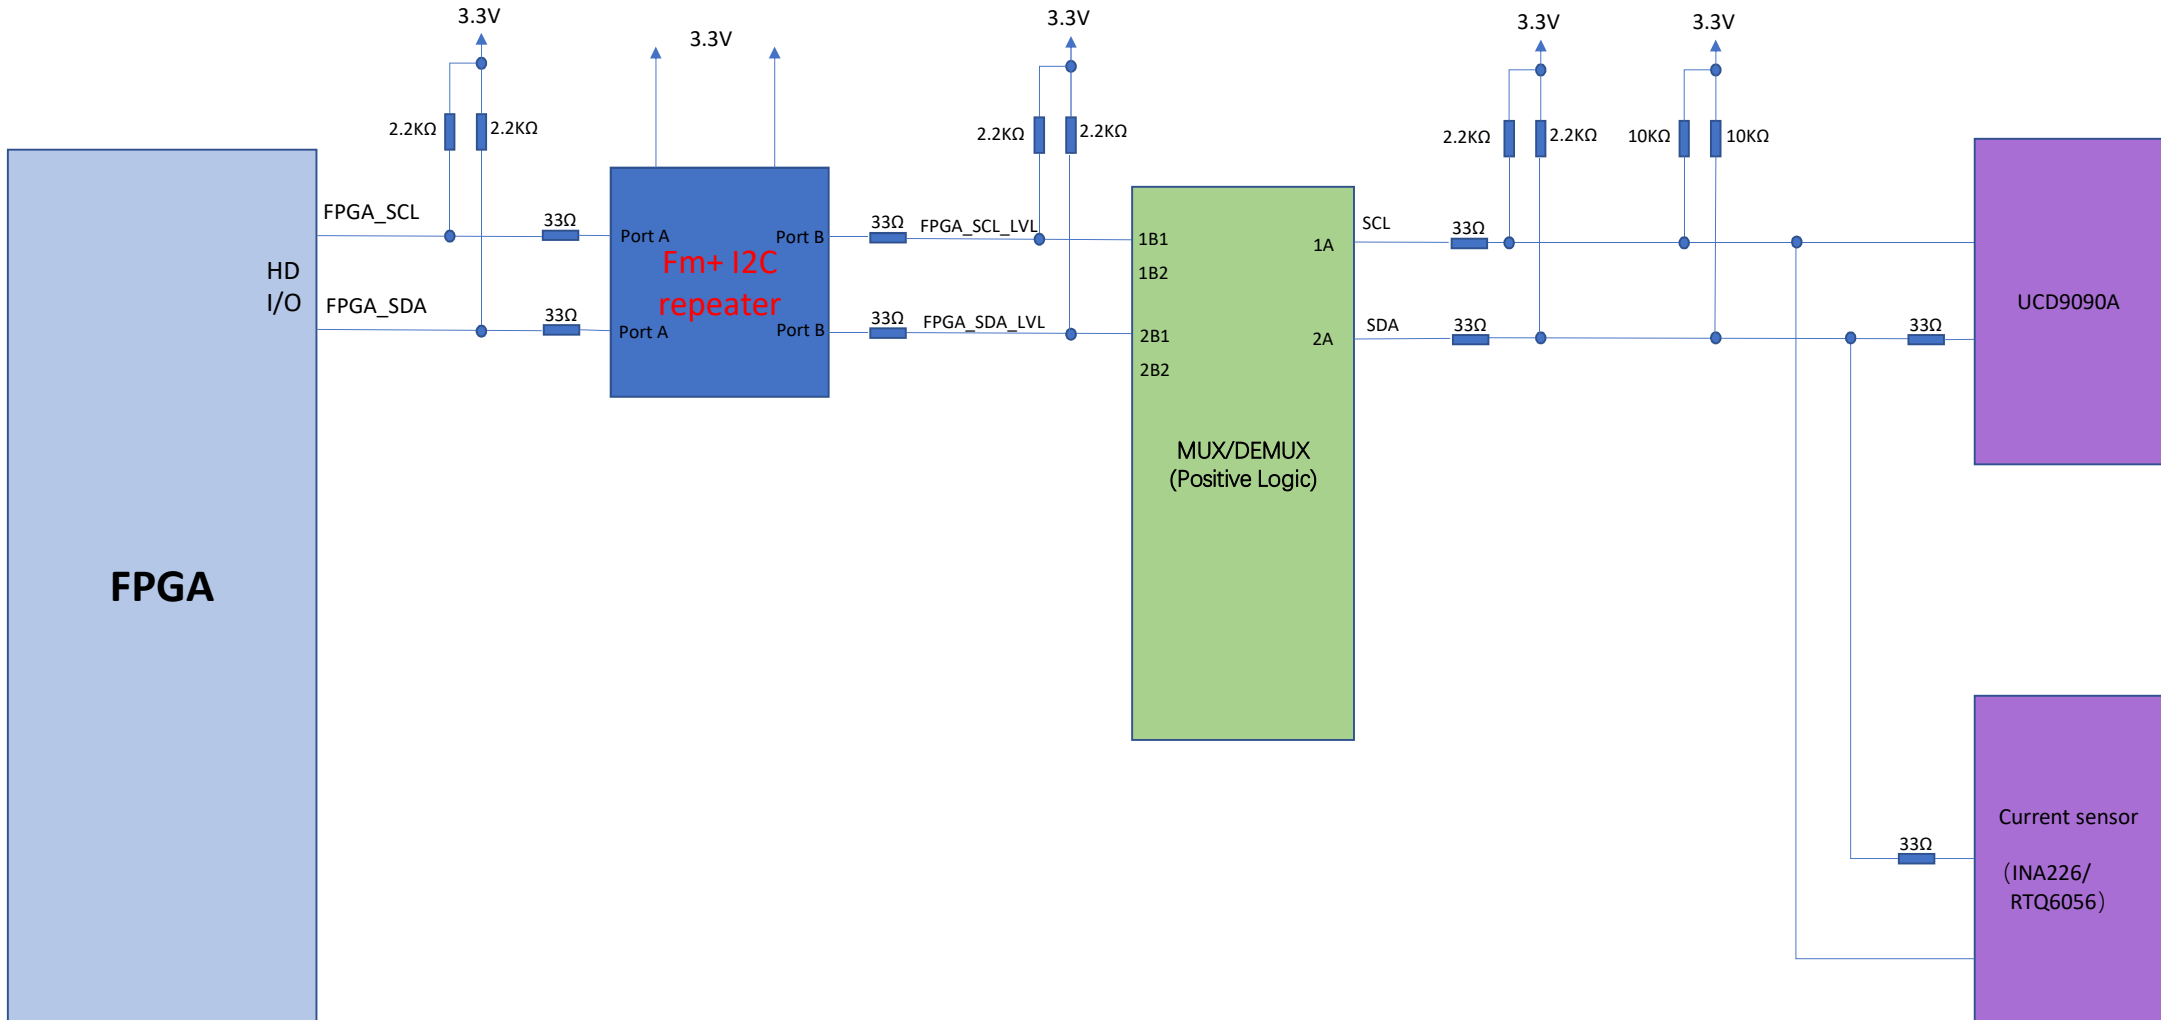 3.3V
3.3V
3.3V
3.3V
3.3V
2.2KΩ
2.2KΩ
2.2KΩ
2.2KΩ
2.2KΩ
2.2KΩ
10KΩ
10KΩ
FPGA_SCL
33Ω
Port A
Port B
33Ω
FPGA_SCL_LVL
1B1
1A
SCL
33Ω
Fm+ I2C
repeater
HD
I/O
1B2
FPGA_SDA
33Ω
Port A
Port B
33Ω
FPGA_SDA_LVL
2B1
2A
SDA
33Ω
33Ω
2B2
UCD9090A
MUX/DEMUX
(Positive Logic)
FPGA
Current sensor
33Ω
（INA226/
RTQ6056）